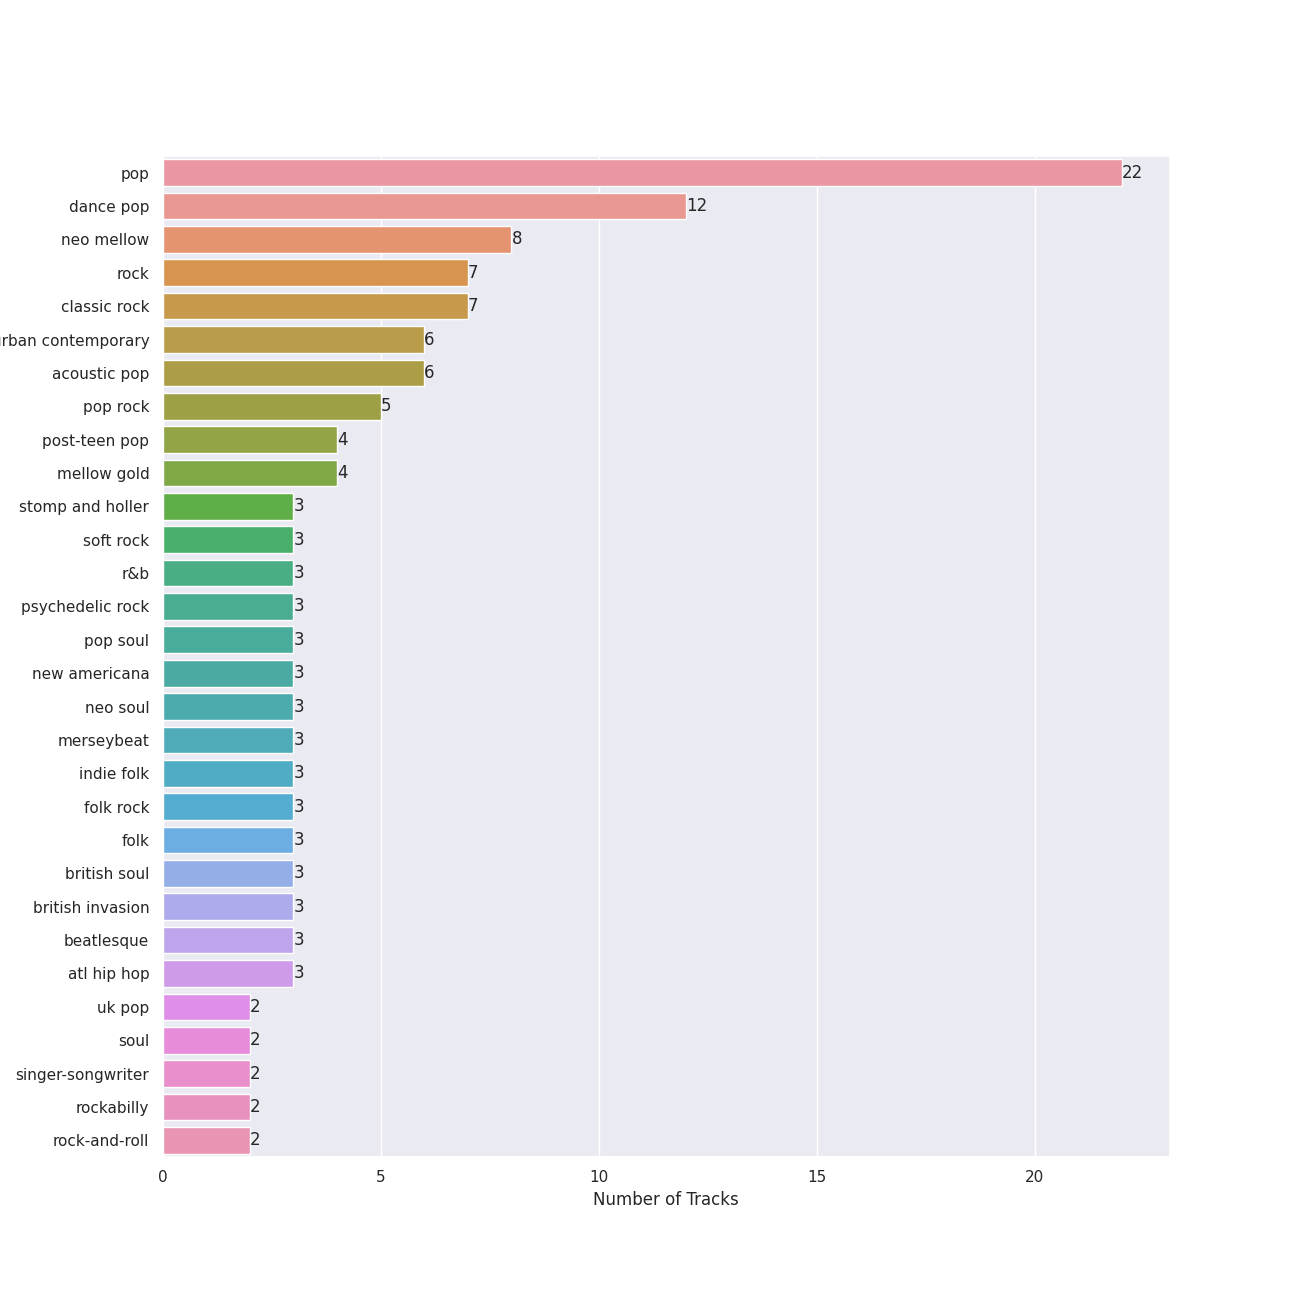 pop 22
dance pop 12
neo mellow 8
rock 7
classic rock 7
contemporary 6
acoustic pop 6
pop rock 5
post-teen pop 4
mellow gold 4
stomp and holler 3
soft rock 3
r&b 3
psychedelic rock 3
pop soul 3
new americana 3
neo soul 3
merseybeat 3
indie folk 3
folk rock 3
folk 3
british soul 3
british invasion 3
beatlesque 3
atl hip hop 3
uk pop 2
soul 2
singer-songwriter 2
rockabilly 2
rock-and-roll 2
0 5 10 15 20
Number of Tracks